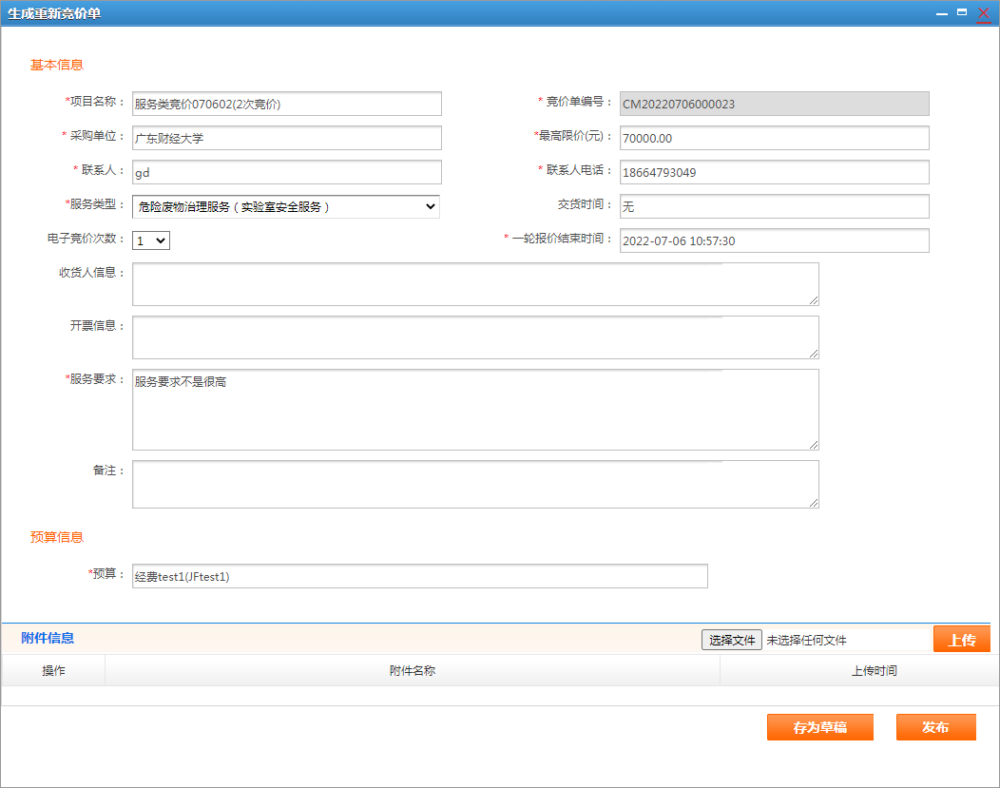 生成重新竞价单
基本信息
*项目名称： 服务类竞价070602(2次竞价) * 竞价单编号： CM20220706000023
* 采购单位： 广东财经大学 *最高限价(元)： 70000.00
* 联系人： gd * 联系人电话： 18664793049
*服务类型： 危险废物治理服务（实验室安全服务） 交货时间： 无
电子竞价次数： 1 * 一轮报价结束时间： 2022-07-06 10:57:30
收货人信息：
开票信息：
*服务要求： 服务要求不是很高
备注：
预算信息
*预算： 经费test1(JFtest1)
附件信息 选择文件 未选择任何文件 上传
操作 附件名称 上传时间
存为草稿 发布